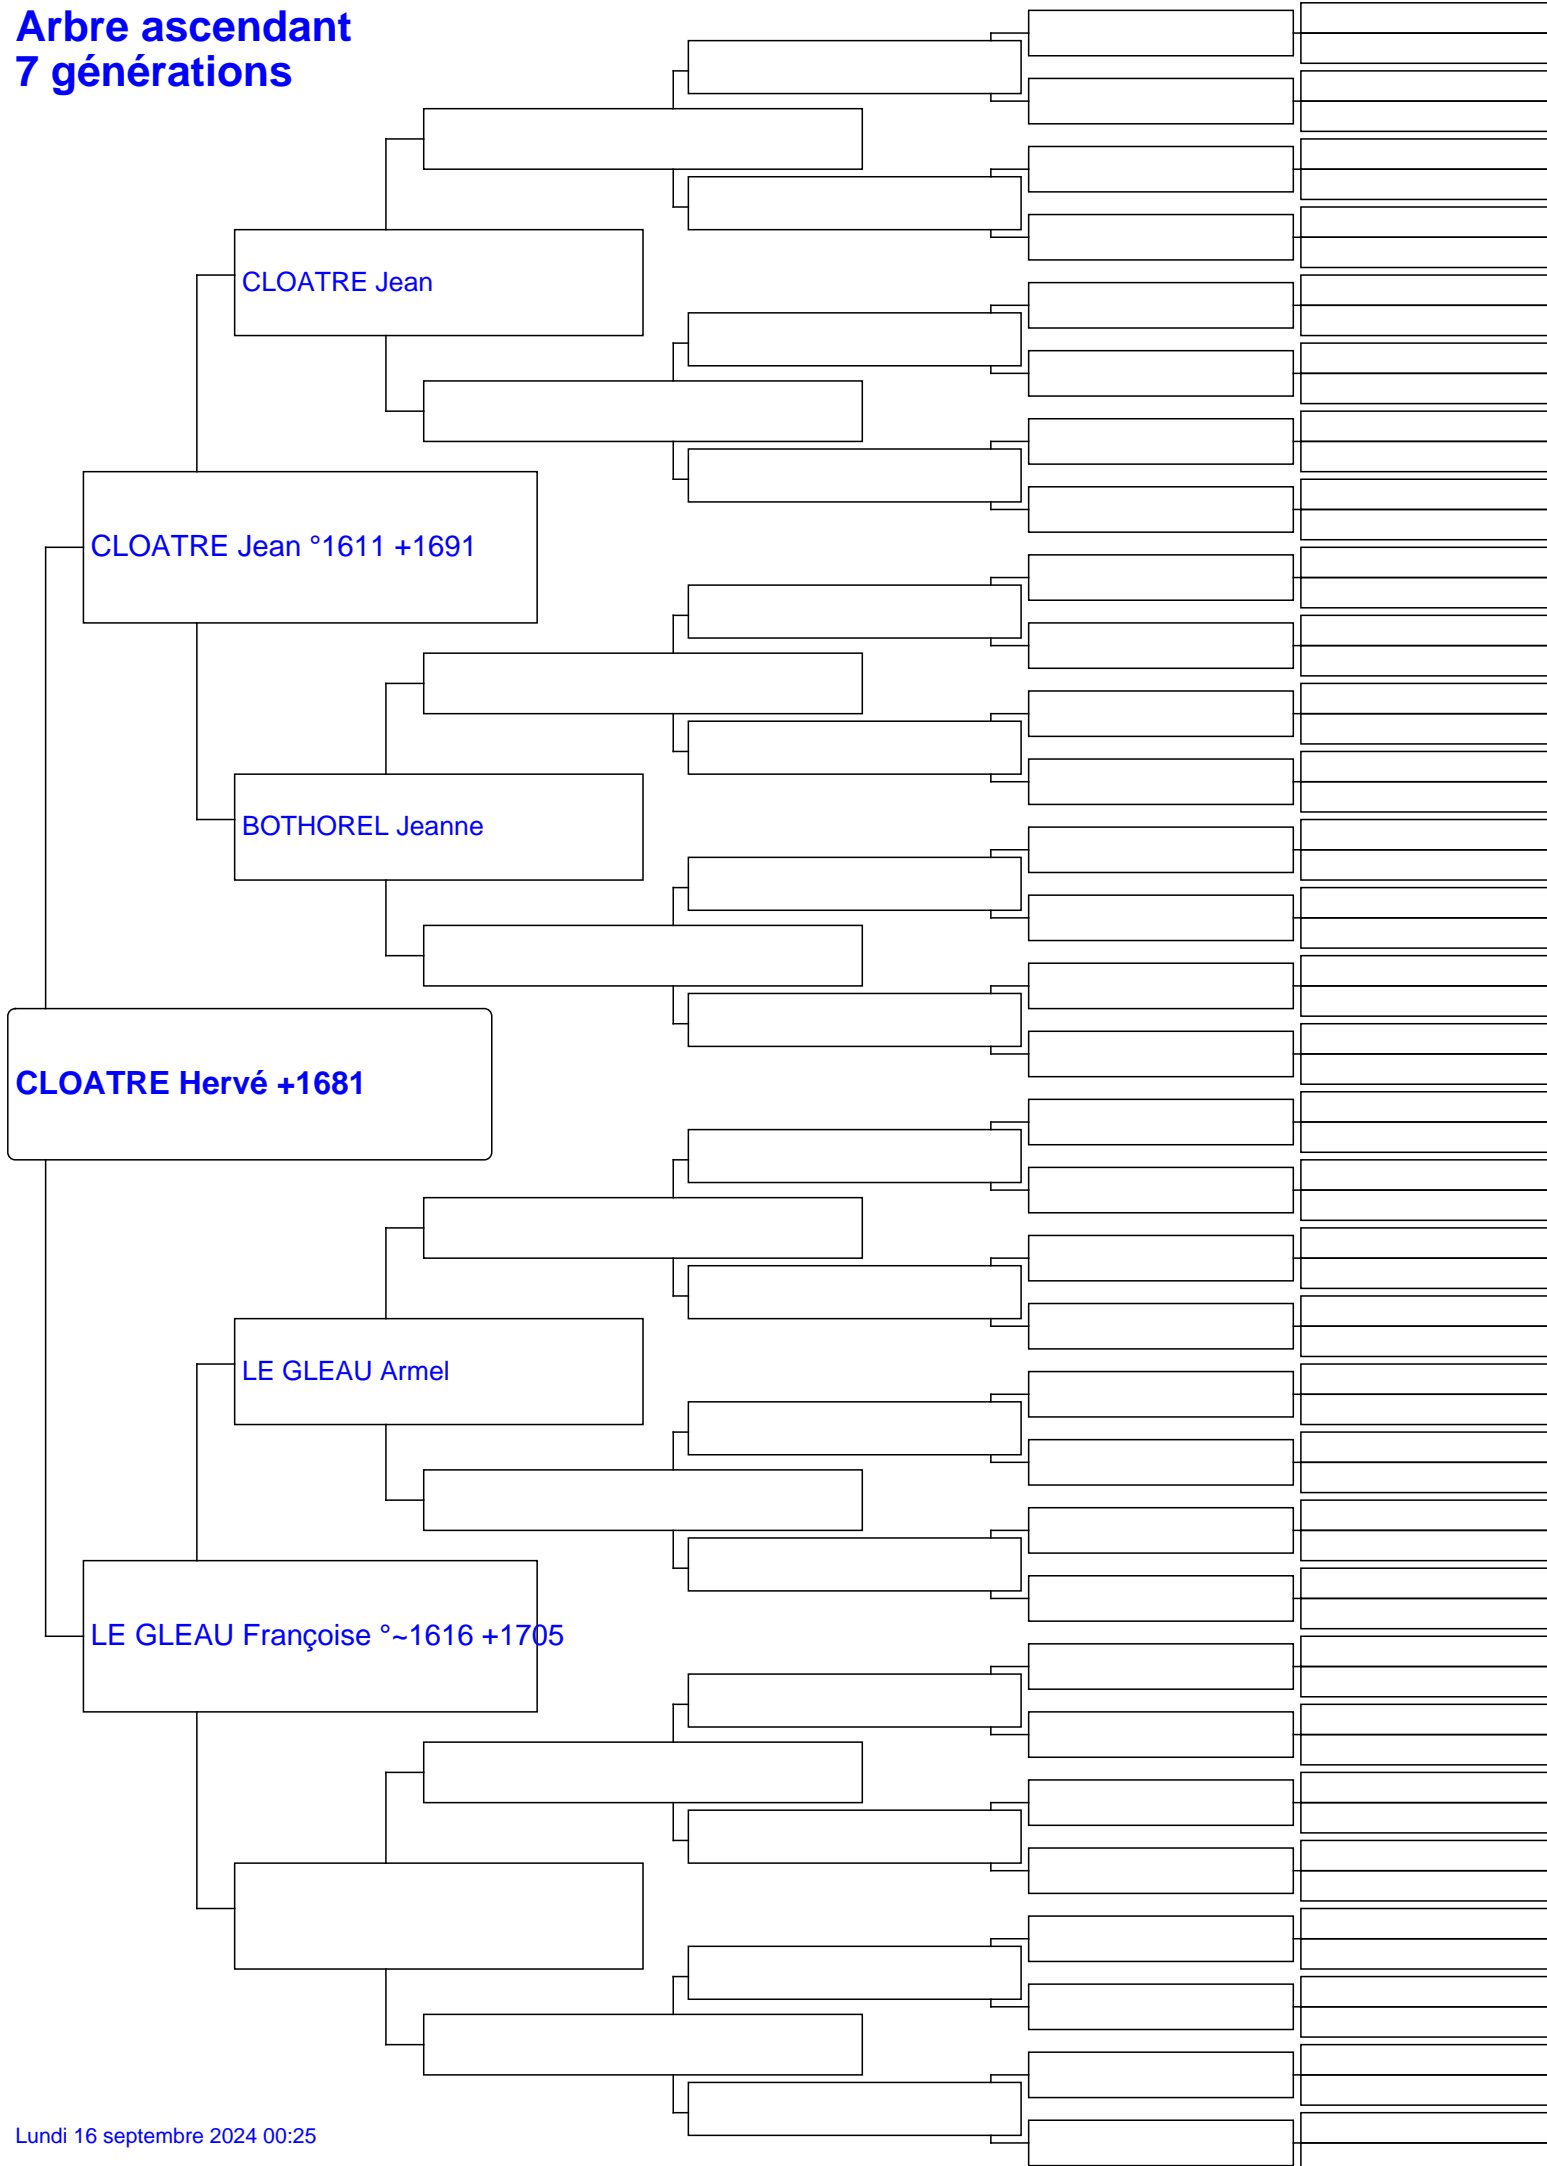 Arbre ascendant
7 générations
CLOATRE Jean
CLOATRE Jean °1611 +1691
BOTHOREL Jeanne
CLOATRE Hervé +1681
LE GLEAU Armel
LE GLEAU Françoise °~1616 +1705
Lundi 16 septembre 2024 00:25